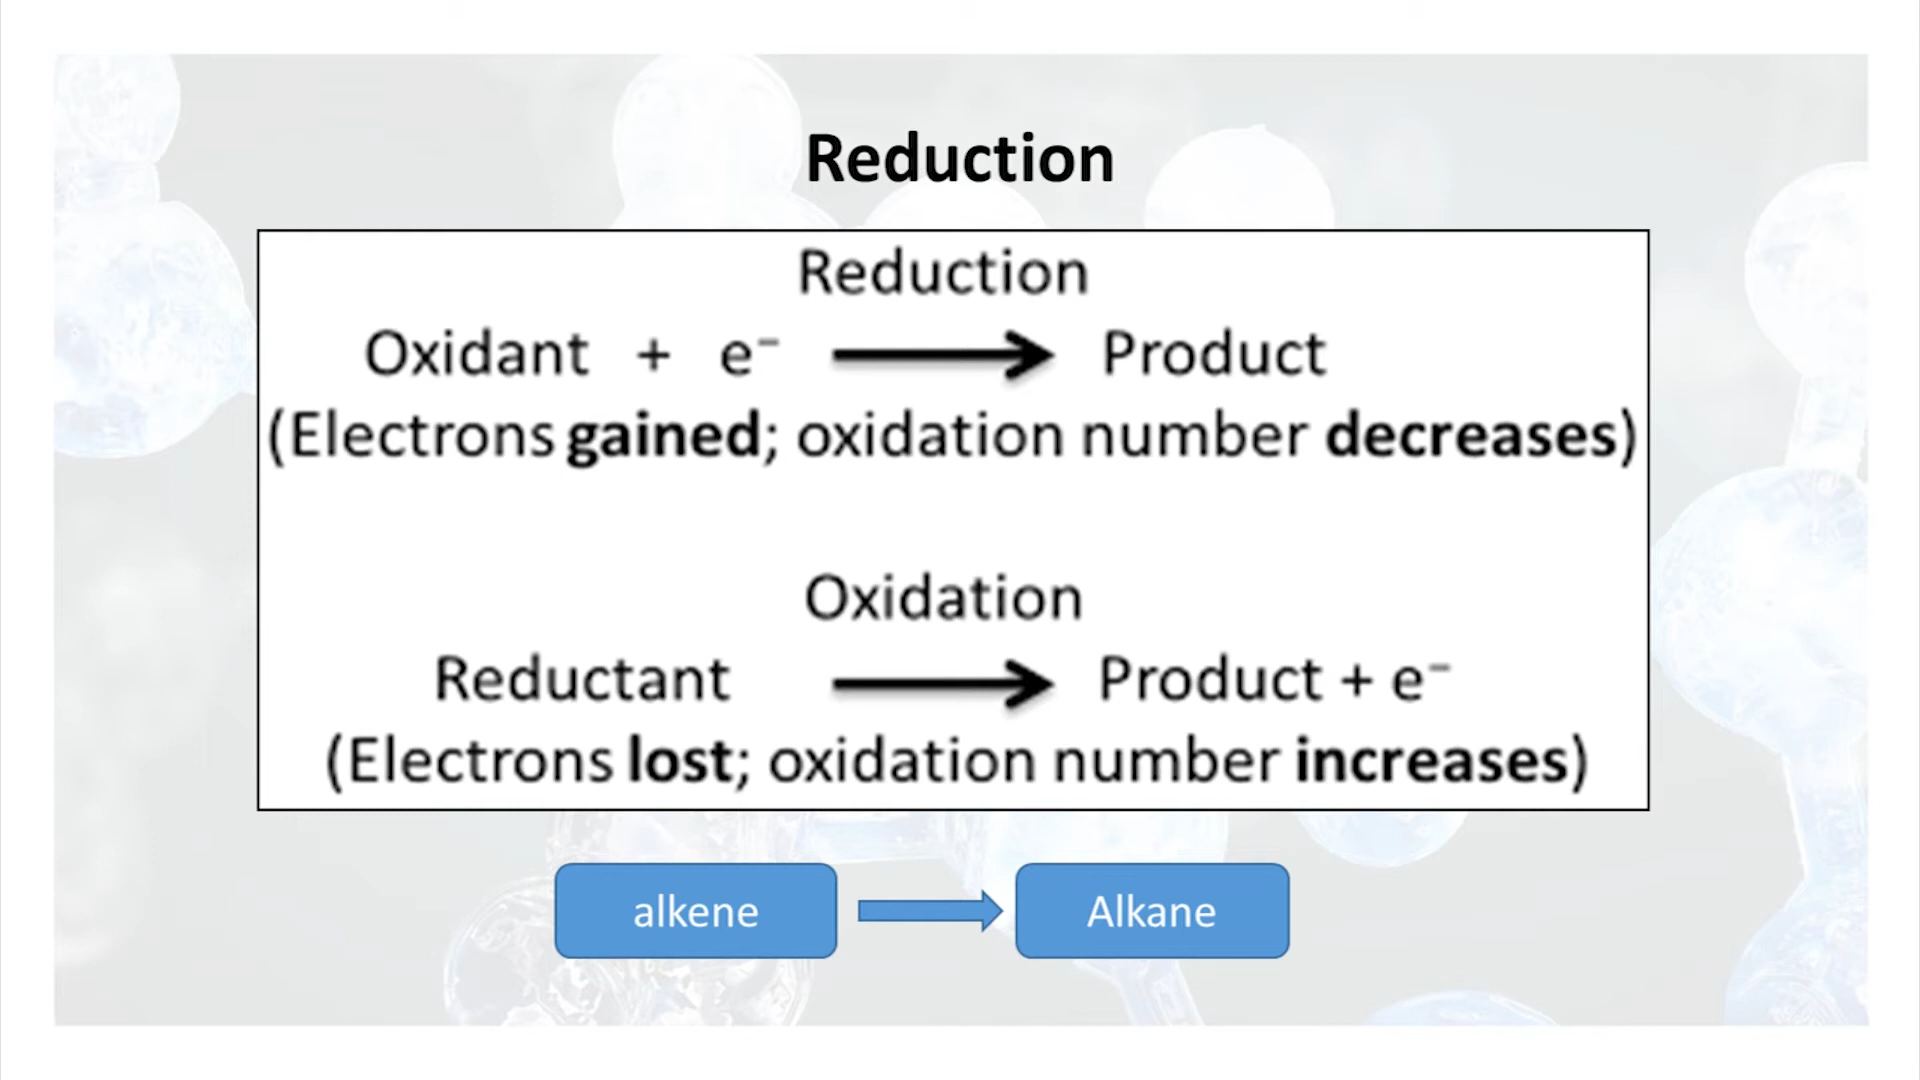 Reduction
Reduction
Oxidant + e⁻ → Product
(Electrons gained; oxidation number decreases)
Oxidation
Reductant → Product + e⁻
(Electrons lost; oxidation number increases)
alkene → Alkane